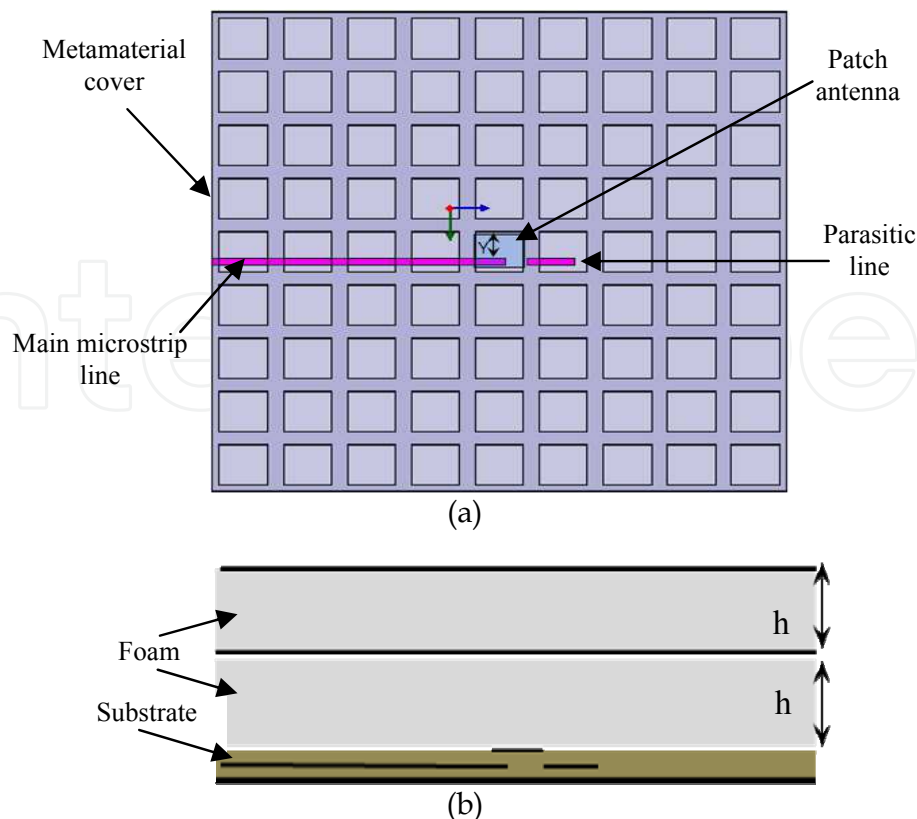 Metamaterial
cover
Patch
antenna
Y
Parasitic
line
Main microstrip
line
(a)
h
Foam
h
Substrate
(b)